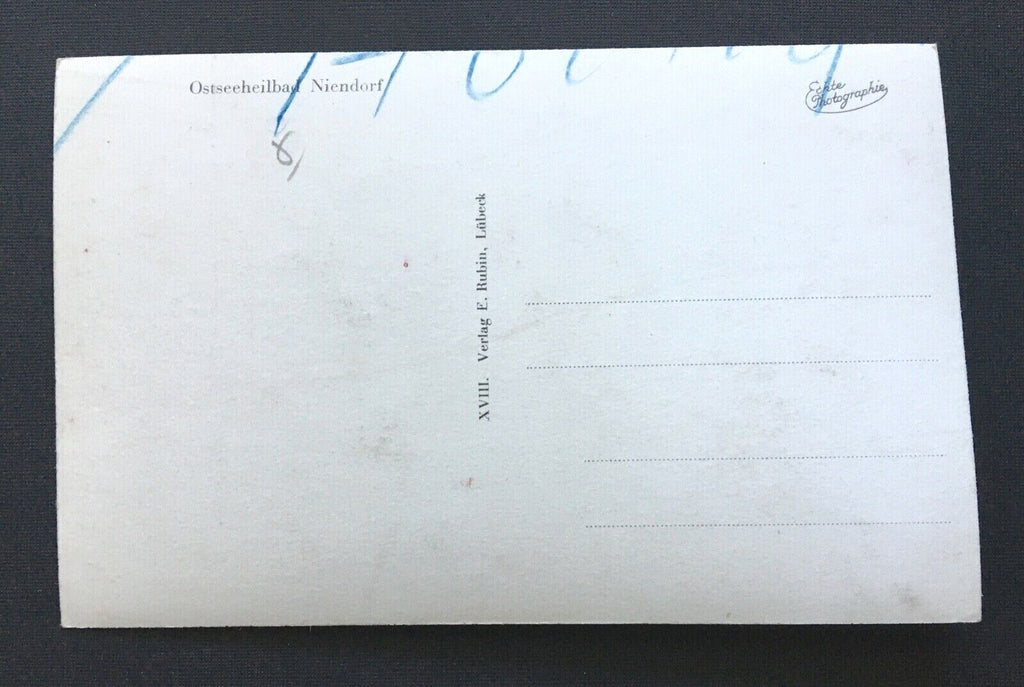 Ostseeheilbad Niendorf
Echte
Photographie
XVIII. Verlag E. Rubin, Lübeck